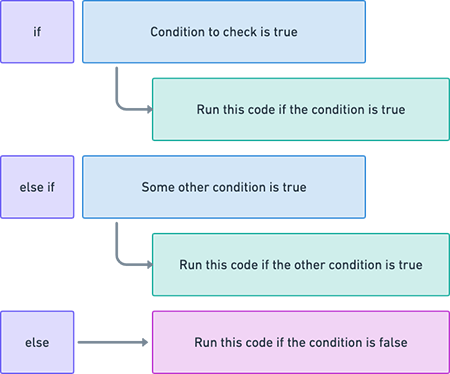 if
Condition to check is true
Run this code if the condition is true
else if
Some other condition is true
Run this code if the other condition is true
else
Run this code if the condition is false